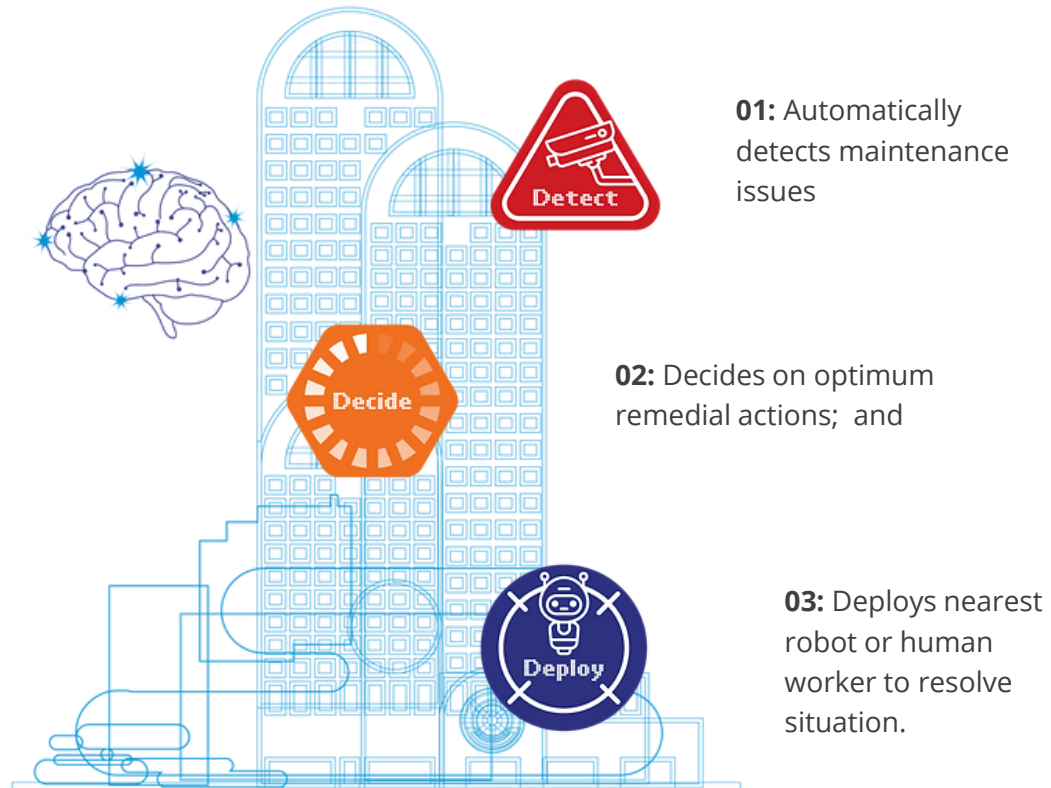 Detect
01: Automatically
detects maintenance
issues
Decide
02: Decides on optimum
remedial actions;  and
Deploy
03: Deploys nearest
robot or human
worker to resolve
situation.